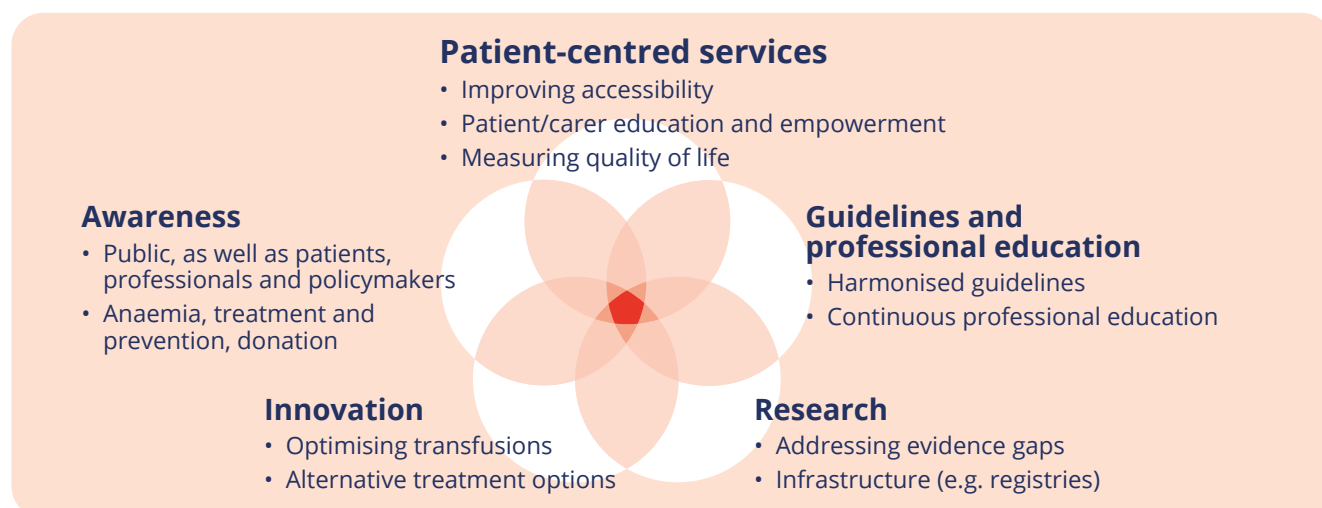 Patient-centred services
• Improving accessibility
• Patient/carer education and empowerment
• Measuring quality of life
Awareness
• Public, as well as patients,
professionals and policymakers
• Anaemia, treatment and
prevention, donation
Guidelines and
professional education
• Harmonised guidelines
• Continuous professional education
Innovation
• Optimising transfusions
• Alternative treatment options
Research
• Addressing evidence gaps
• Infrastructure (e.g. registries)